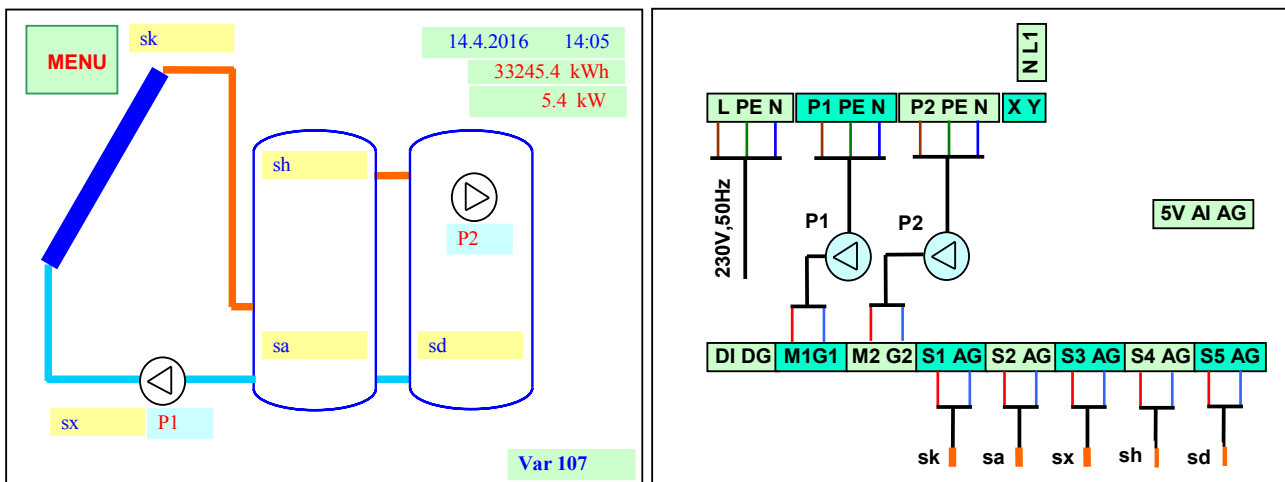 sk
MENU
14.4.2016 14:05
33245.4 kWh
5.4 kW
sh
P2
sa
sd
sx
P1
Var 107
N L1
L PE N
P1 PE N
P2 PE N
X Y
230V,50Hz
P1
P2
5V AI AG
DI DG
M1G1
M2 G2
S1 AG
S2 AG
S3 AG
S4 AG
S5 AG
sk
sa
sx
sh
sd